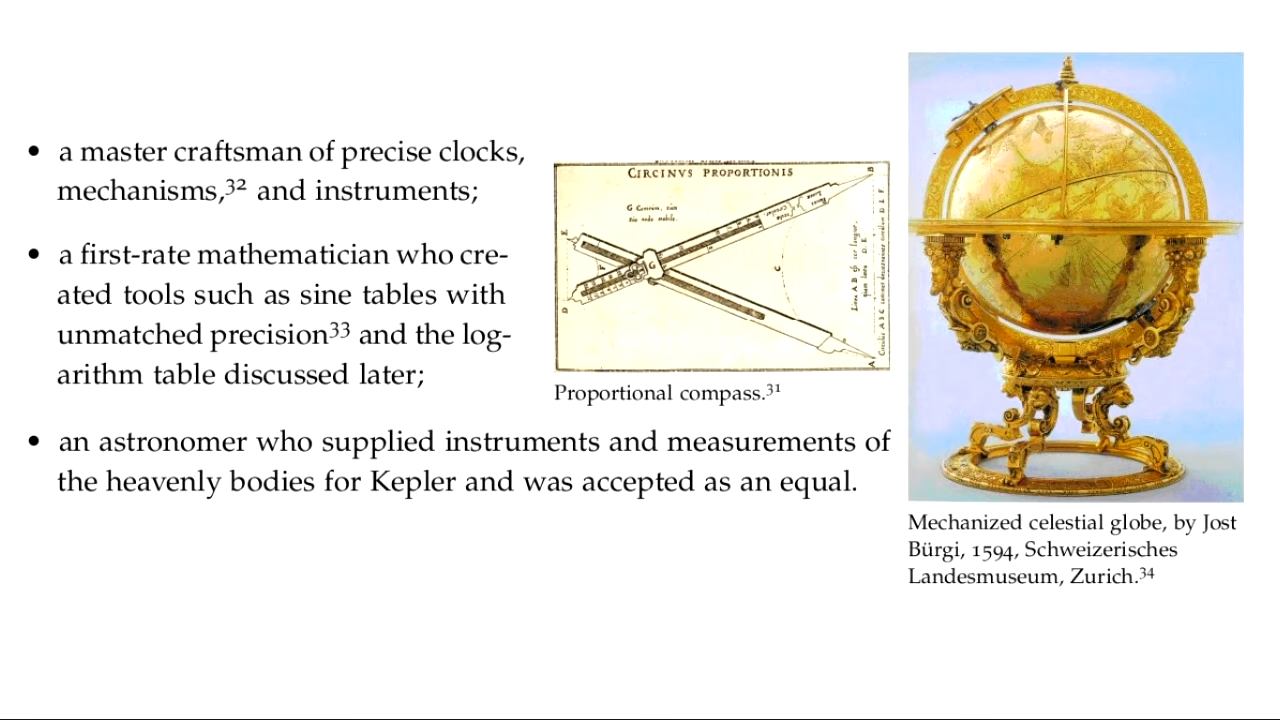 • a master craftsman of precise clocks,
mechanisms,³² and instruments;
• a first-rate mathematician who cre-
ated tools such as sine tables with
unmatched precision³³ and the log-
arithm table discussed later;
• an astronomer who supplied instruments and measurements of
the heavenly bodies for Kepler and was accepted as an equal.
CIRCINVS PROPORTIONIS
B
E
F
G
C
D
A
Proportional compass.³¹
Mechanized celestial globe, by Jost
Bürgi, 1594, Schweizerisches
Landesmuseum, Zurich.³⁴